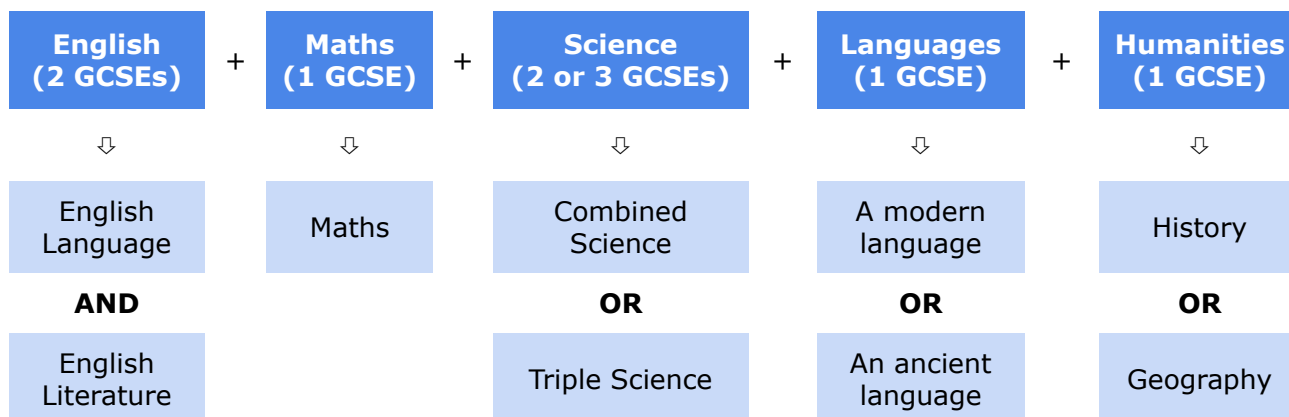 English
(2 GCSEs)
+
Maths
(1 GCSE)
+
Science
(2 or 3 GCSEs)
+
Languages
(1 GCSE)
+
Humanities
(1 GCSE)
⇩
⇩
⇩
⇩
⇩
English
Language
Maths
Combined
Science
A modern
language
History
AND
OR
OR
OR
English
Literature
Triple Science
An ancient
language
Geography